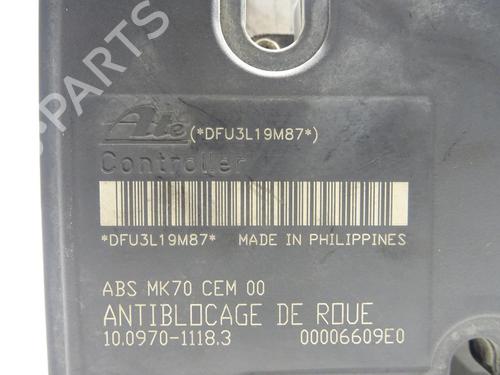 Ate (*DFU3L19M87*)
Controller
*DFU3L19M87* MADE IN PHILIPPINES
ABS MK70 CEM 00
ANTIBLOCAGE DE ROUE
10.0970-1118.3 00006609E0